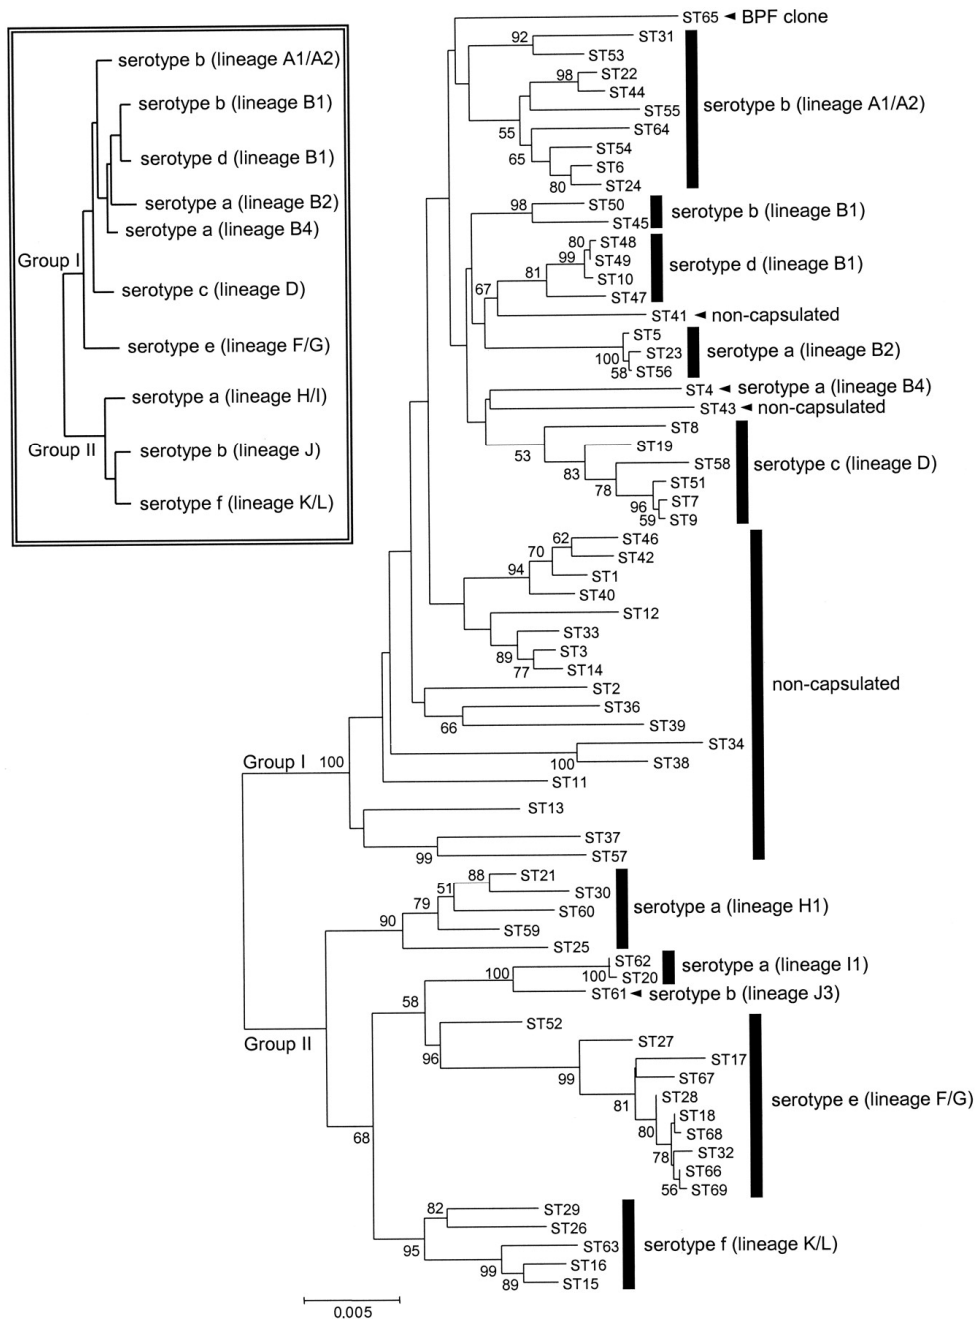 serotype b (lineage A1/A2)
serotype b (lineage B1)
serotype d (lineage B1)
serotype a (lineage B2)
serotype a (lineage B4)
Group I
serotype c (lineage D)
serotype e (lineage F/G)
serotype a (lineage H/I)
Group II
serotype b (lineage J)
serotype f (lineage K/L)
ST65 ◄ BPF clone
92
ST31
ST53
98
ST22
ST44
ST55
serotype b (lineage A1/A2)
55
ST64
65
ST54
ST6
80
ST24
98
ST50
ST45
serotype b (lineage B1)
80
ST48
99
ST49
81
ST10
ST47
serotype d (lineage B1)
67
ST41 ◄ non-capsulated
ST5
100
ST23
58
ST56
serotype a (lineage B2)
ST4 ◄ serotype a (lineage B4)
ST43 ◄ non-capsulated
ST8
53
ST19
83
ST58
78
ST51
96
ST7
59
ST9
serotype c (lineage D)
62
ST46
70
ST42
94
ST1
ST40
ST12
ST33
89
ST3
77
ST14
non-capsulated
ST2
ST36
66
ST39
ST34
100
ST38
Group I
100
ST11
ST13
ST37
99
ST57
88
ST21
51
ST30
79
ST60
90
ST59
ST25
serotype a (lineage H1)
ST62
100
100
ST20
serotype a (lineage I1)
58
ST61 ◄ serotype b (lineage J3)
ST52
Group II
96
ST27
99
ST17
ST67
81
ST28
ST18
80
ST68
78
ST32
ST66
56
ST69
serotype e (lineage F/G)
68
82
ST29
ST26
95
ST63
99
ST16
89
ST15
serotype f (lineage K/L)
0.005